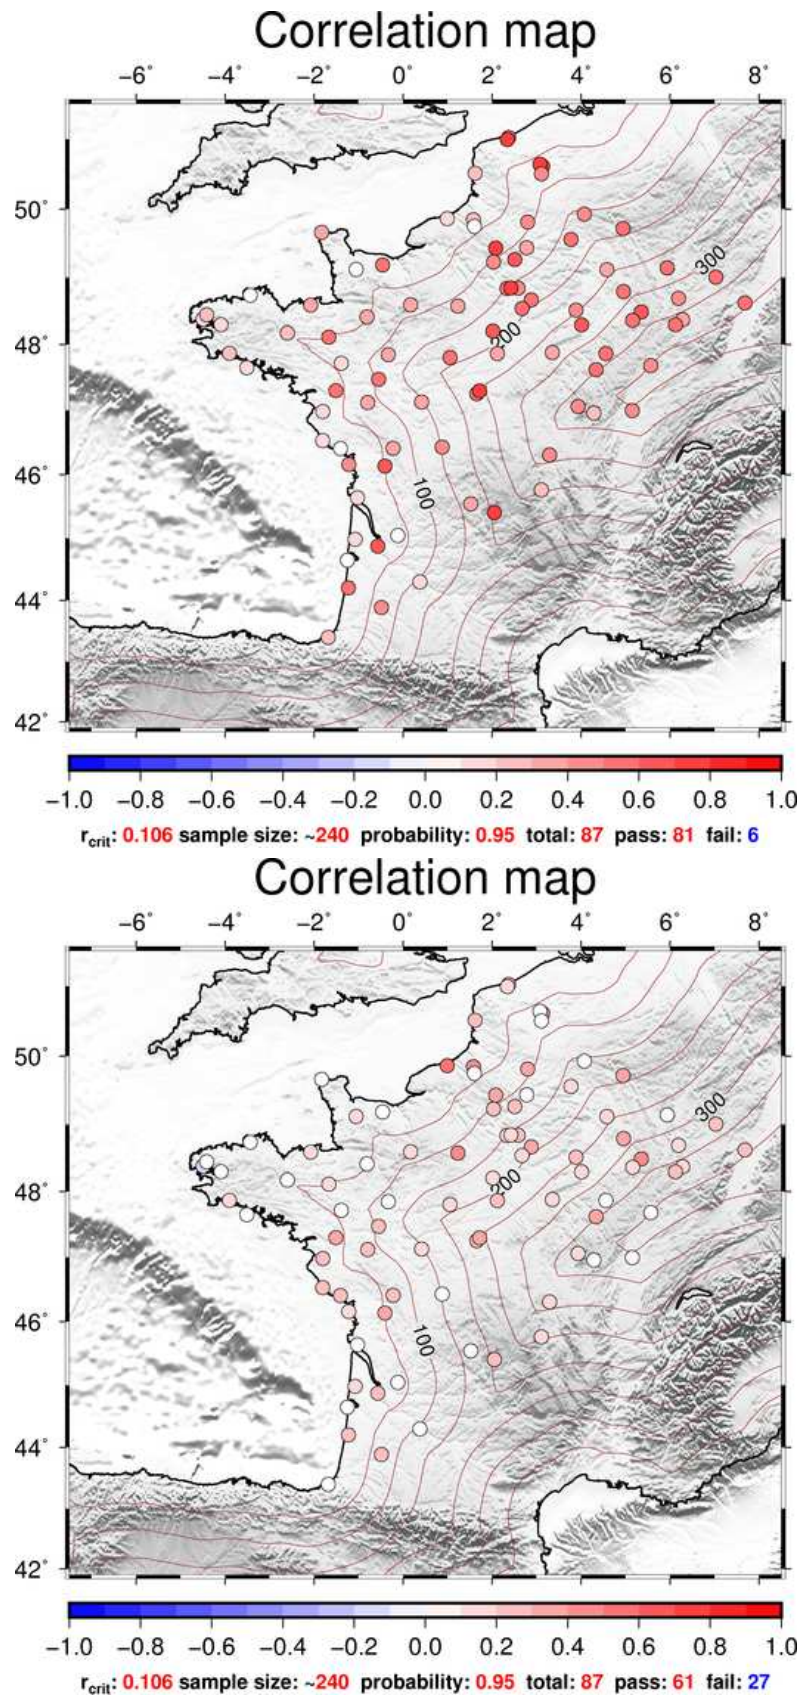 Correlation map
−6˚ −4˚ −2˚ 0˚ 2˚ 4˚ 6˚ 8˚
50˚
300
48˚
200
46˚
100
44˚
42˚
−1.0 −0.8 −0.6 −0.4 −0.2 0.0 0.2 0.4 0.6 0.8 1.0
rcrit: 0.106 sample size: ~240 probability: 0.95 total: 87 pass: 81 fail: 6
Correlation map
−6˚ −4˚ −2˚ 0˚ 2˚ 4˚ 6˚ 8˚
50˚
300
48˚
200
46˚
100
44˚
42˚
−1.0 −0.8 −0.6 −0.4 −0.2 0.0 0.2 0.4 0.6 0.8 1.0
rcrit: 0.106 sample size: ~240 probability: 0.95 total: 87 pass: 61 fail: 27